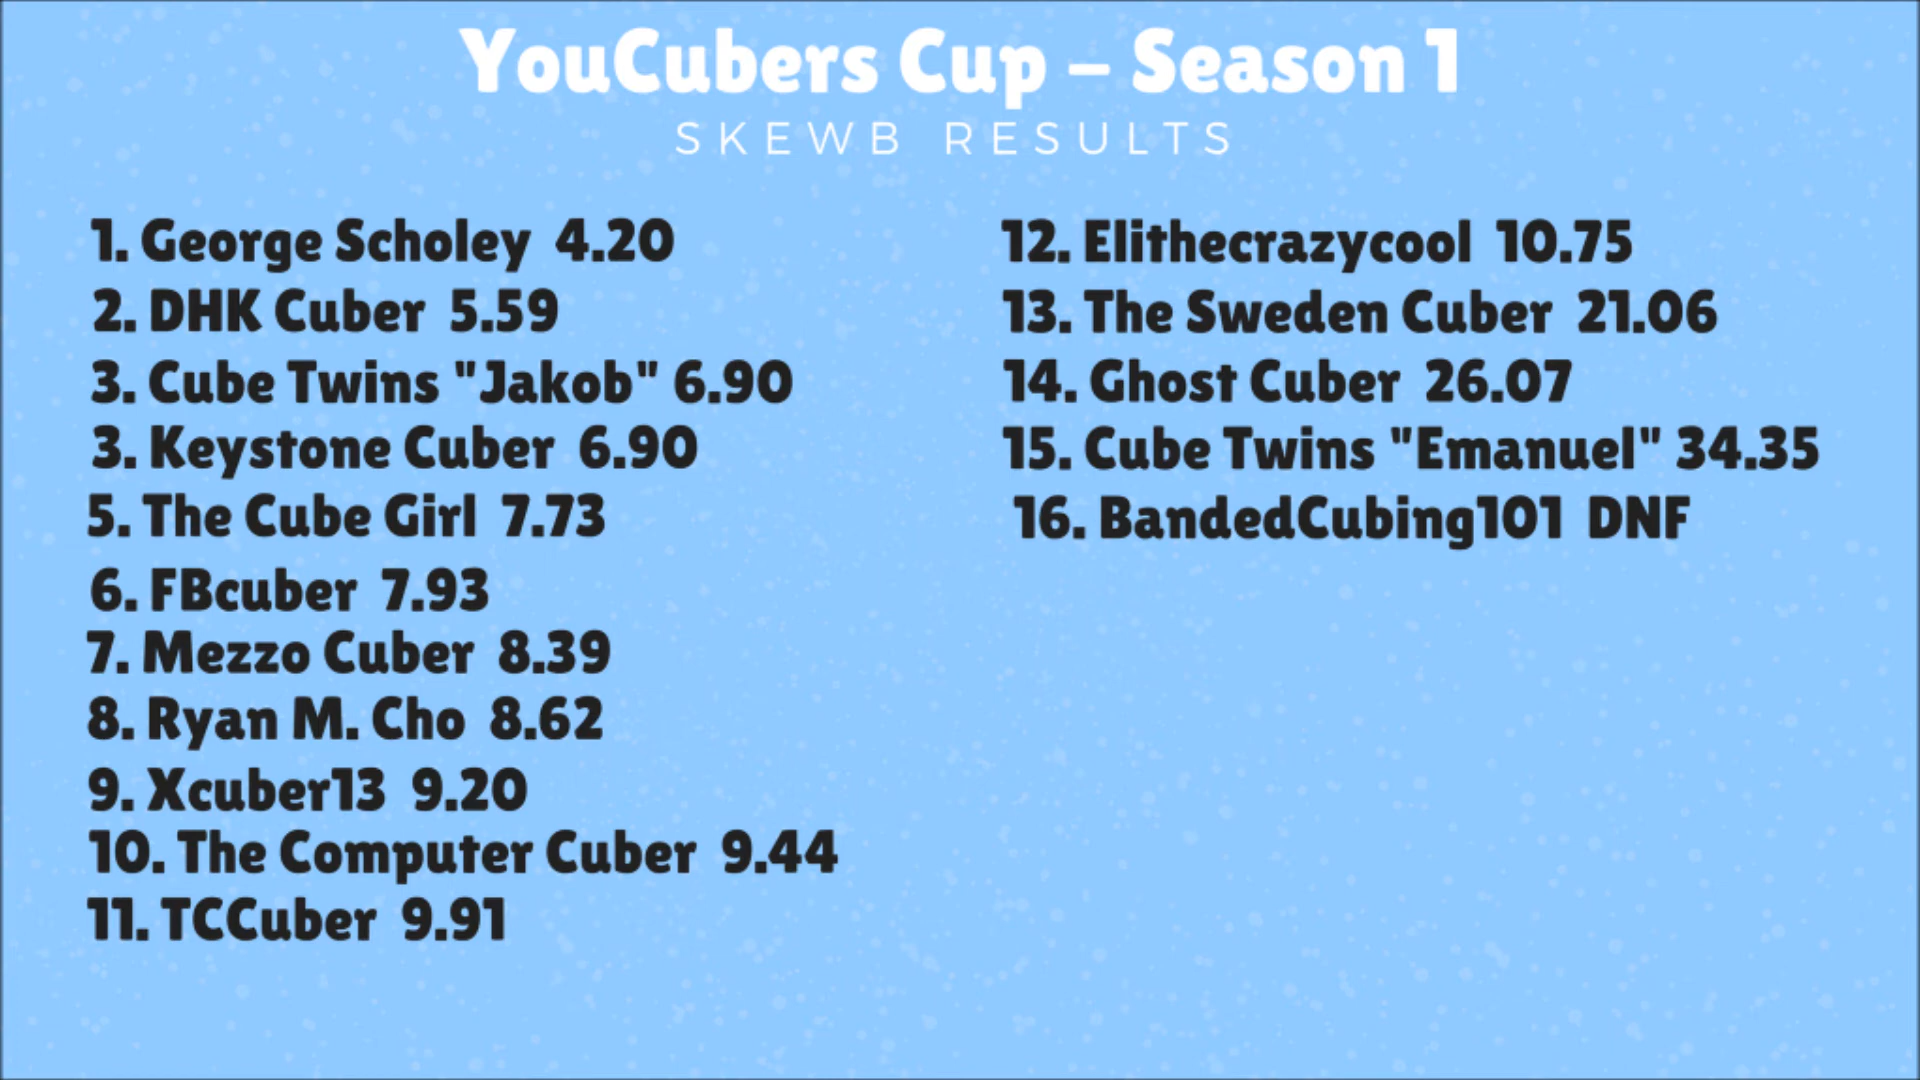 YouCubers Cup – Season 1
SKEWB RESULTS
1. George Scholey 4.20
2. DHK Cuber 5.59
3. Cube Twins "Jakob" 6.90
3. Keystone Cuber 6.90
5. The Cube Girl 7.73
6. FBcuber 7.93
7. Mezzo Cuber 8.39
8. Ryan M. Cho 8.62
9. Xcuber13 9.20
10. The Computer Cuber 9.44
11. TCCuber 9.91
12. Elithecrazycool 10.75
13. The Sweden Cuber 21.06
14. Ghost Cuber 26.07
15. Cube Twins "Emanuel" 34.35
16. BandedCubing101 DNF